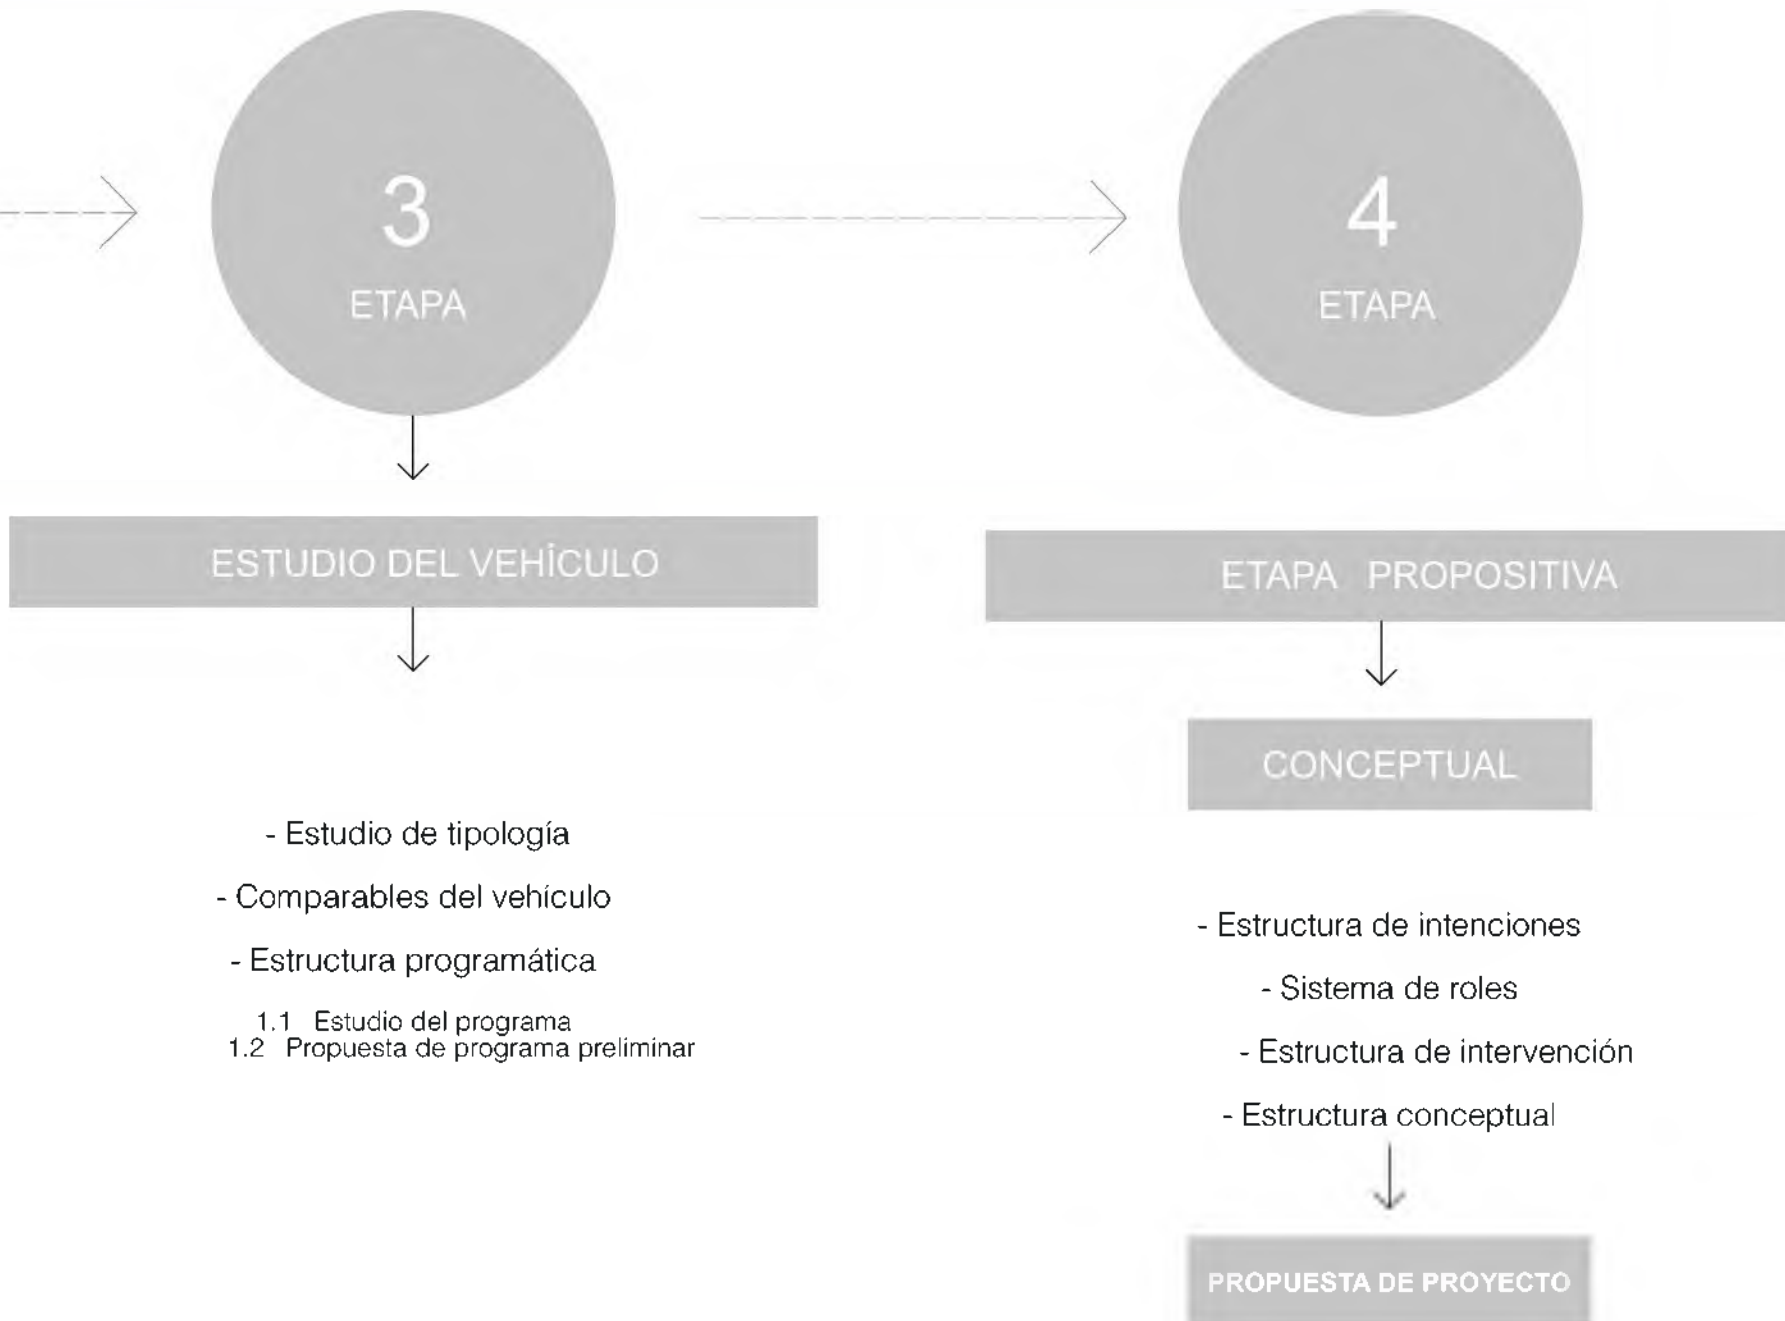 3
ETAPA
ESTUDIO DEL VEHÍCULO
- Estudio de tipología
- Comparables del vehículo
- Estructura programática
1.1 Estudio del programa
1.2 Propuesta de programa preliminar
4
ETAPA
ETAPA PROPOSITIVA
CONCEPTUAL
- Estructura de intenciones
- Sistema de roles
- Estructura de intervención
- Estructura conceptual
PROPUESTA DE PROYECTO